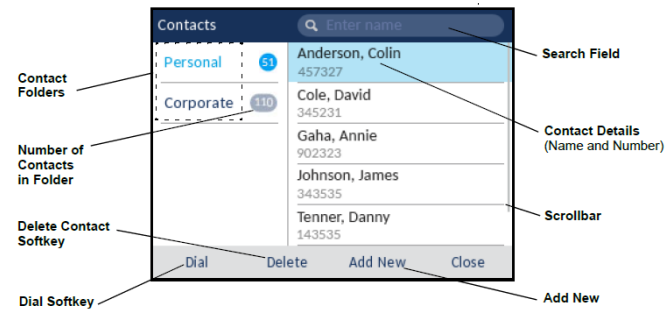 Contacts
Enter name
Search Field
Anderson, Colin
457327
Personal
51
Contact
Folders
Cole, David
345231
Corporate
110
Contact Details
(Name and Number)
Gaha, Annie
902323
Number of
Contacts
in Folder
Johnson, James
343535
Scrollbar
Tenner, Danny
143535
Delete Contact
Softkey
Dial
Delete
Add New
Close
Dial Softkey
Add New